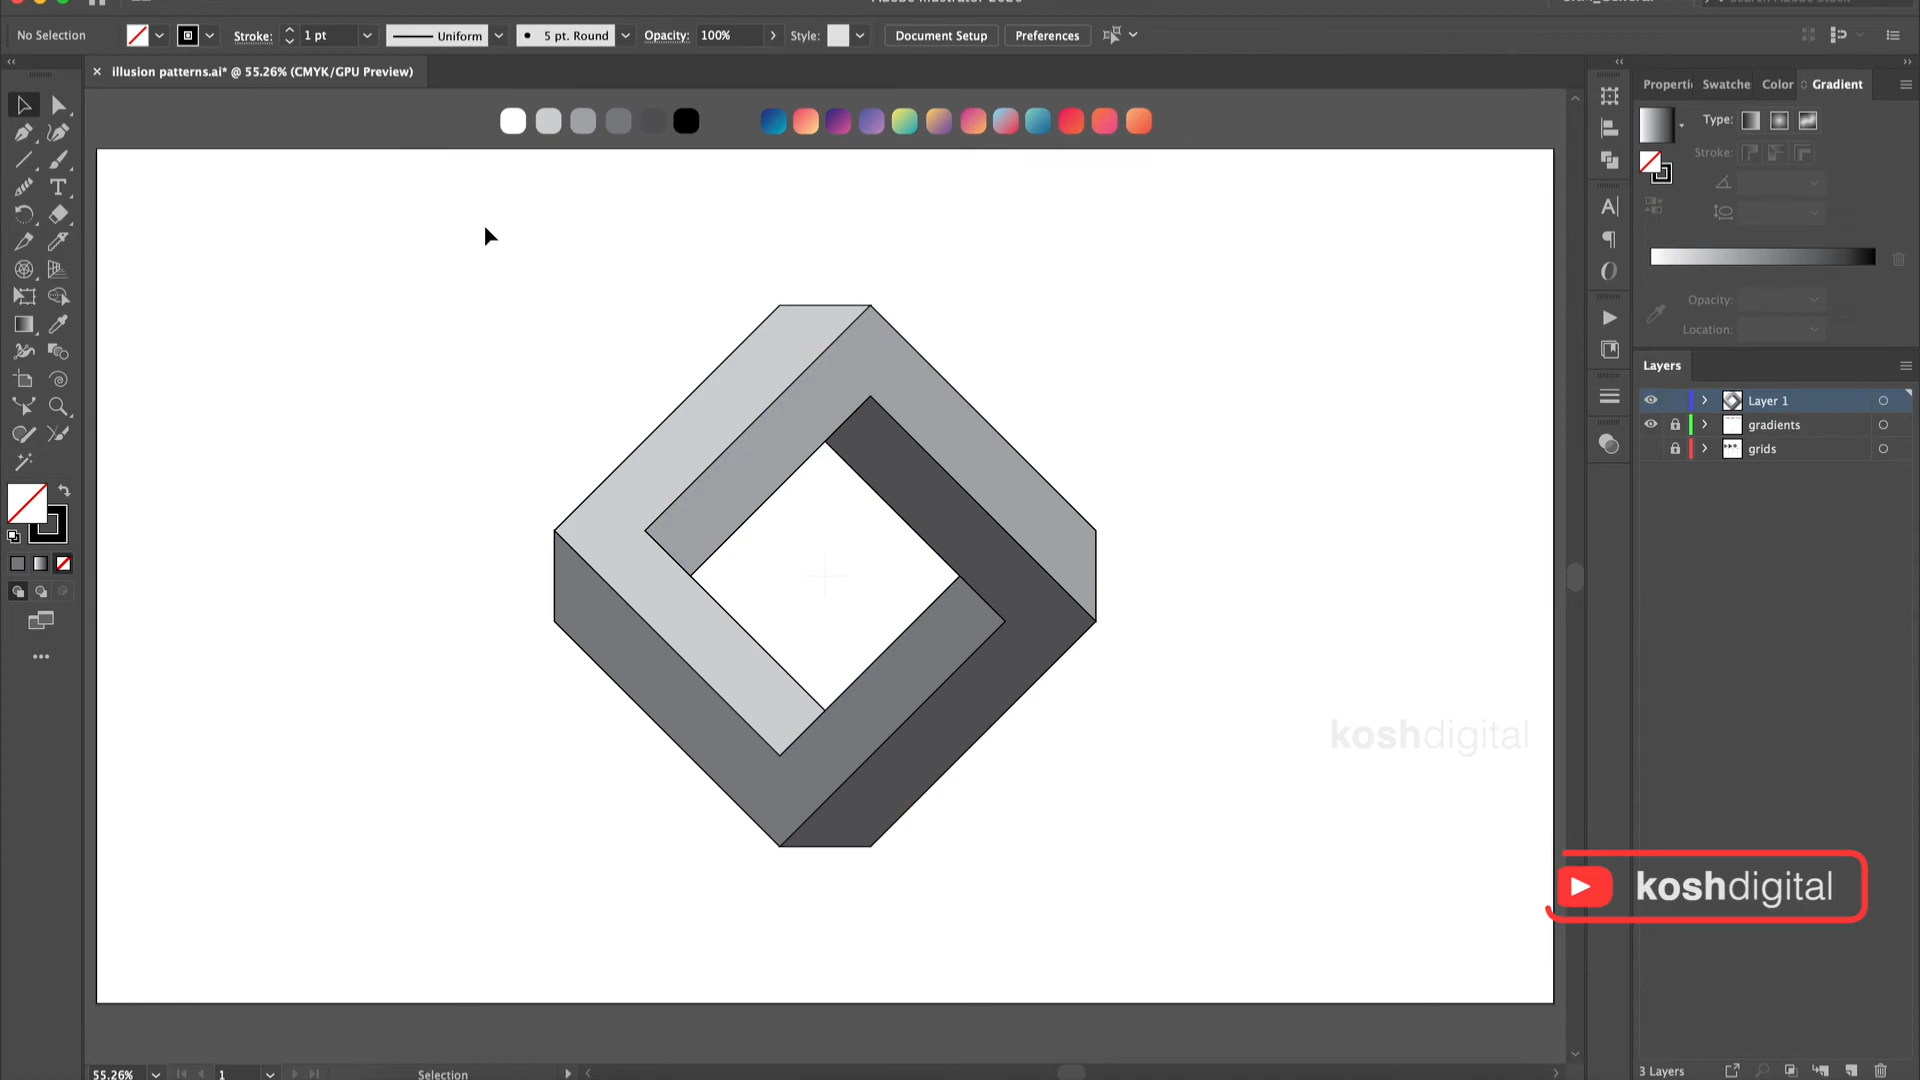 No Selection
Stroke:
1 pt
Uniform
5 pt. Round
Opacity:
100%
Style:
Document Setup
Preferences
× illusion patterns.ai* @ 55.26% (CMYK/GPU Preview)
Swatche
Color
Gradient
Type:
Stroke:
Opacity:
Location:
Layers
Layer 1
gradients
grids
koshdigital
koshdigital
55.26%
1
Selection
3 Layers